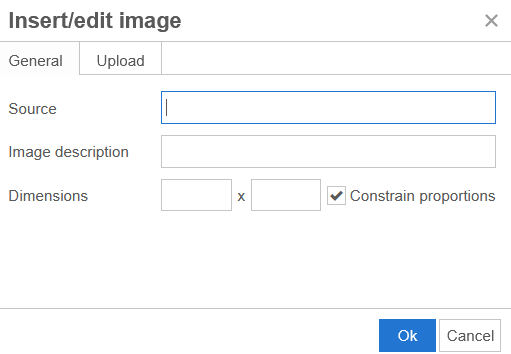 Insert/edit image
General Upload
Source
Image description
Dimensions x Constrain proportions
Ok Cancel